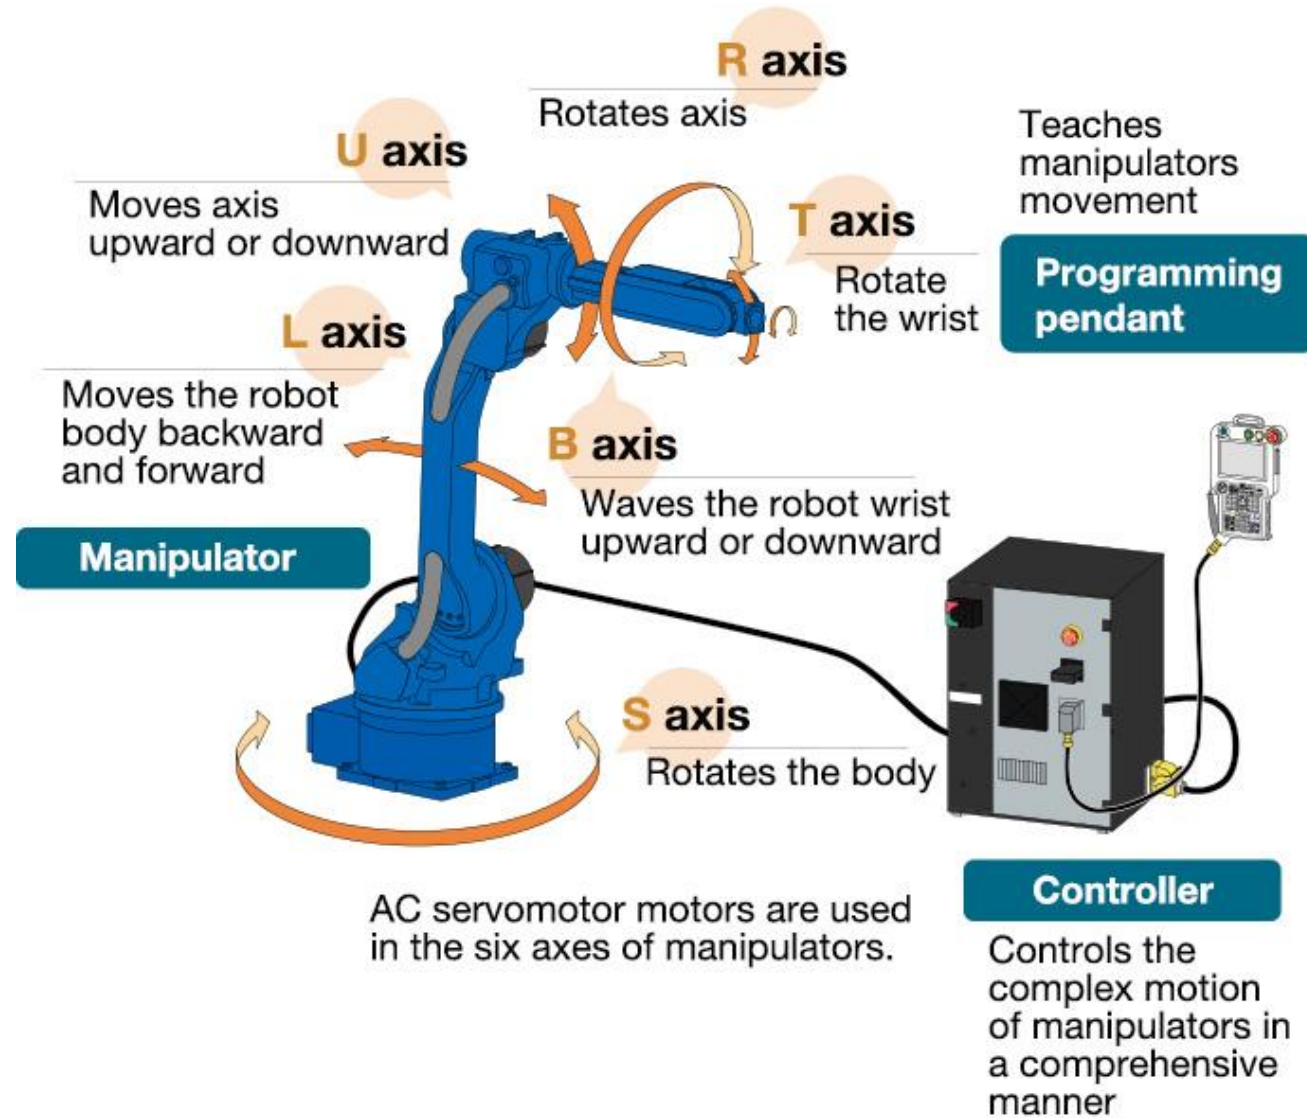 R axis
Rotates axis
U axis
Moves axis
upward or downward
T axis
Rotate
the wrist
Teaches
manipulators
movement
Programming
pendant
L axis
Moves the robot
body backward
and forward
B axis
Waves the robot wrist
upward or downward
Manipulator
S axis
Rotates the body
AC servomotor motors are used
in the six axes of manipulators.
Controller
Controls the
complex motion
of manipulators in
a comprehensive
manner